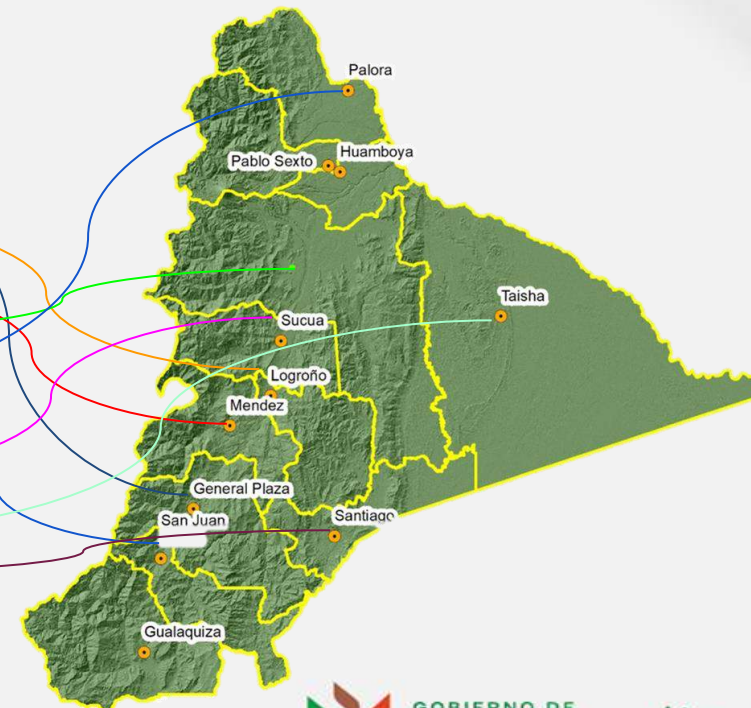 Palora
Huamboya
Pablo Sexto
Taisha
Sucua
Logroño
Mendez
General Plaza
Santiago
San Juan
Gualaquiza
GOBIERNO DE